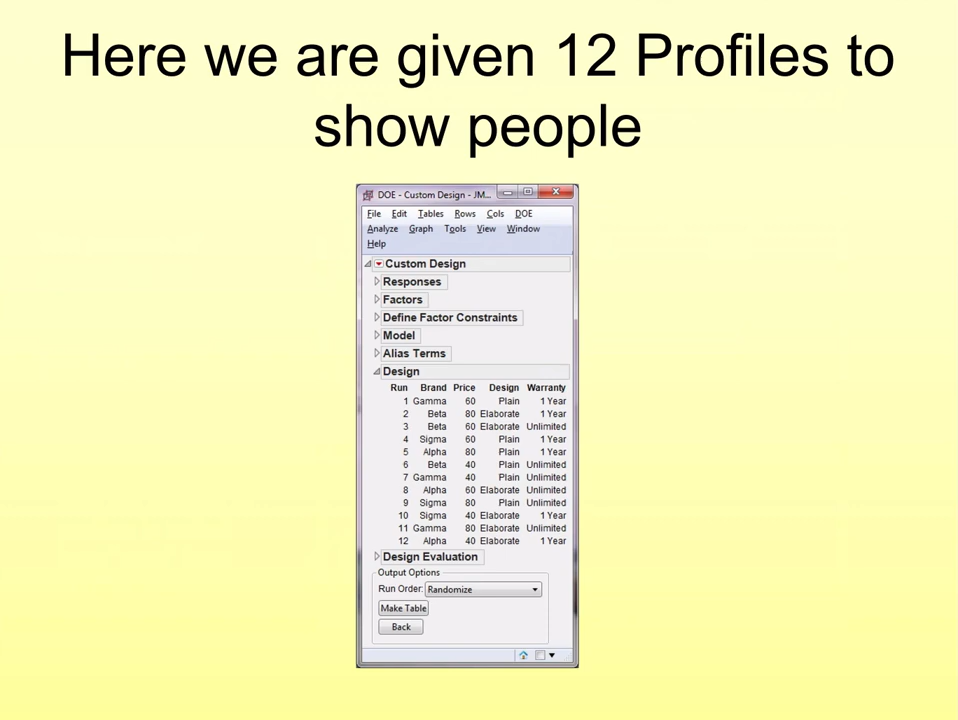 Here we are given 12 Profiles to
show people
DOE - Custom Design - JM...
File Edit Tables Rows Cols DOE
Analyze Graph Tools View Window
Help
Custom Design
Responses
Factors
Define Factor Constraints
Model
Alias Terms
Design
Run Brand Price Design Warranty
1 Gamma 60 Plain 1 Year
2 Beta 80 Elaborate 1 Year
3 Beta 60 Elaborate Unlimited
4 Sigma 60 Plain 1 Year
5 Alpha 80 Plain 1 Year
6 Beta 40 Plain Unlimited
7 Gamma 40 Plain Unlimited
8 Alpha 60 Elaborate Unlimited
9 Sigma 80 Plain Unlimited
10 Sigma 40 Elaborate 1 Year
11 Gamma 80 Elaborate Unlimited
12 Alpha 40 Elaborate 1 Year
Design Evaluation
Output Options
Run Order: Randomize
Make Table
Back